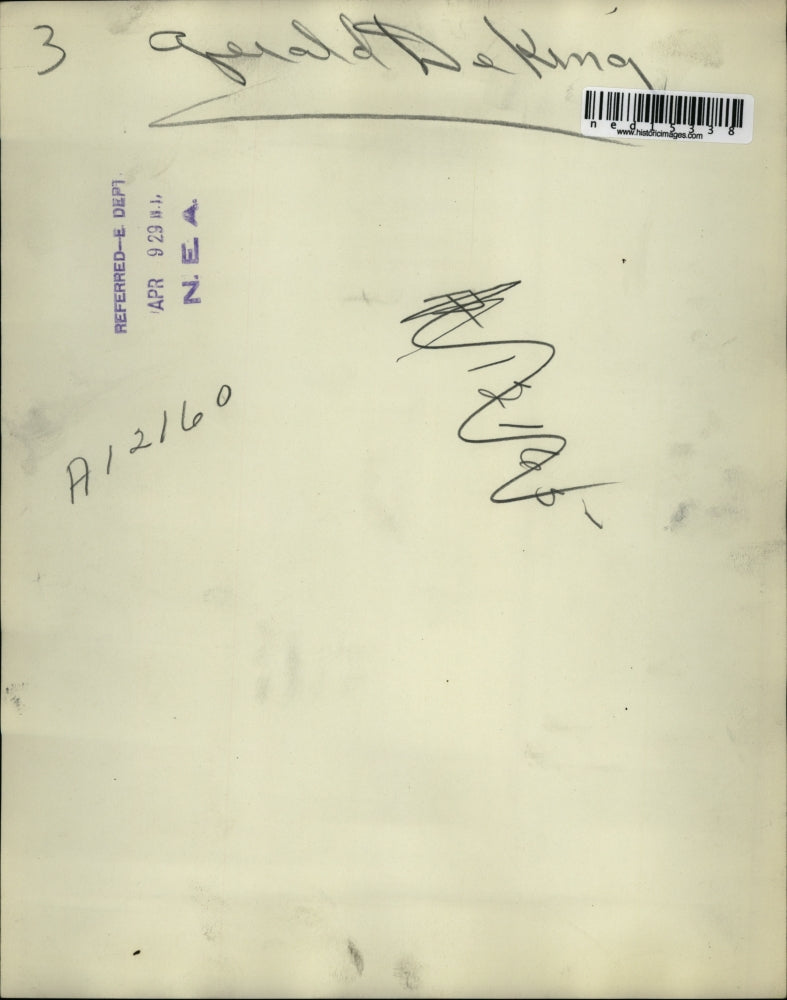 3 Gerald DeKing
ned15338
www.historicimages.com
REFERRED—E. DEPT.
APR 9 29
N. E. A.
A12160